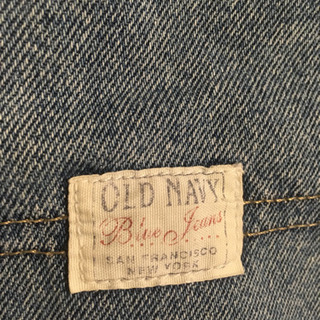 OLD NAVY
Blue Jeans
SAN FRANCISCO
NEW YORK